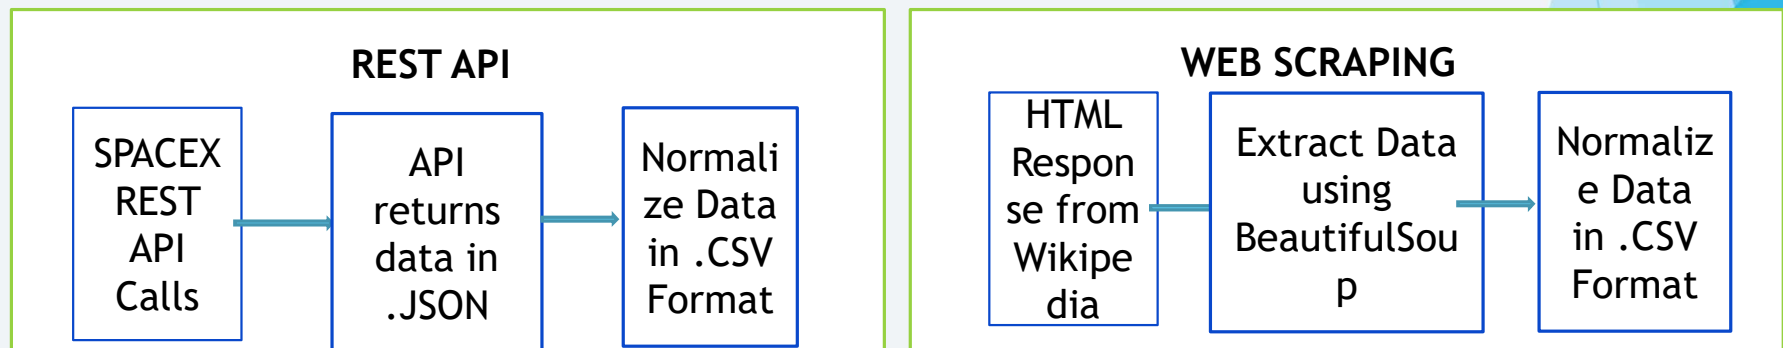 REST API
SPACEX
REST
API
Calls
API
returns
data in
.JSON
Normali
ze Data
in .CSV
Format
WEB SCRAPING
HTML
Respon
se from
Wikipe
dia
Extract Data
using
BeautifulSou
p
Normaliz
e Data
in .CSV
Format